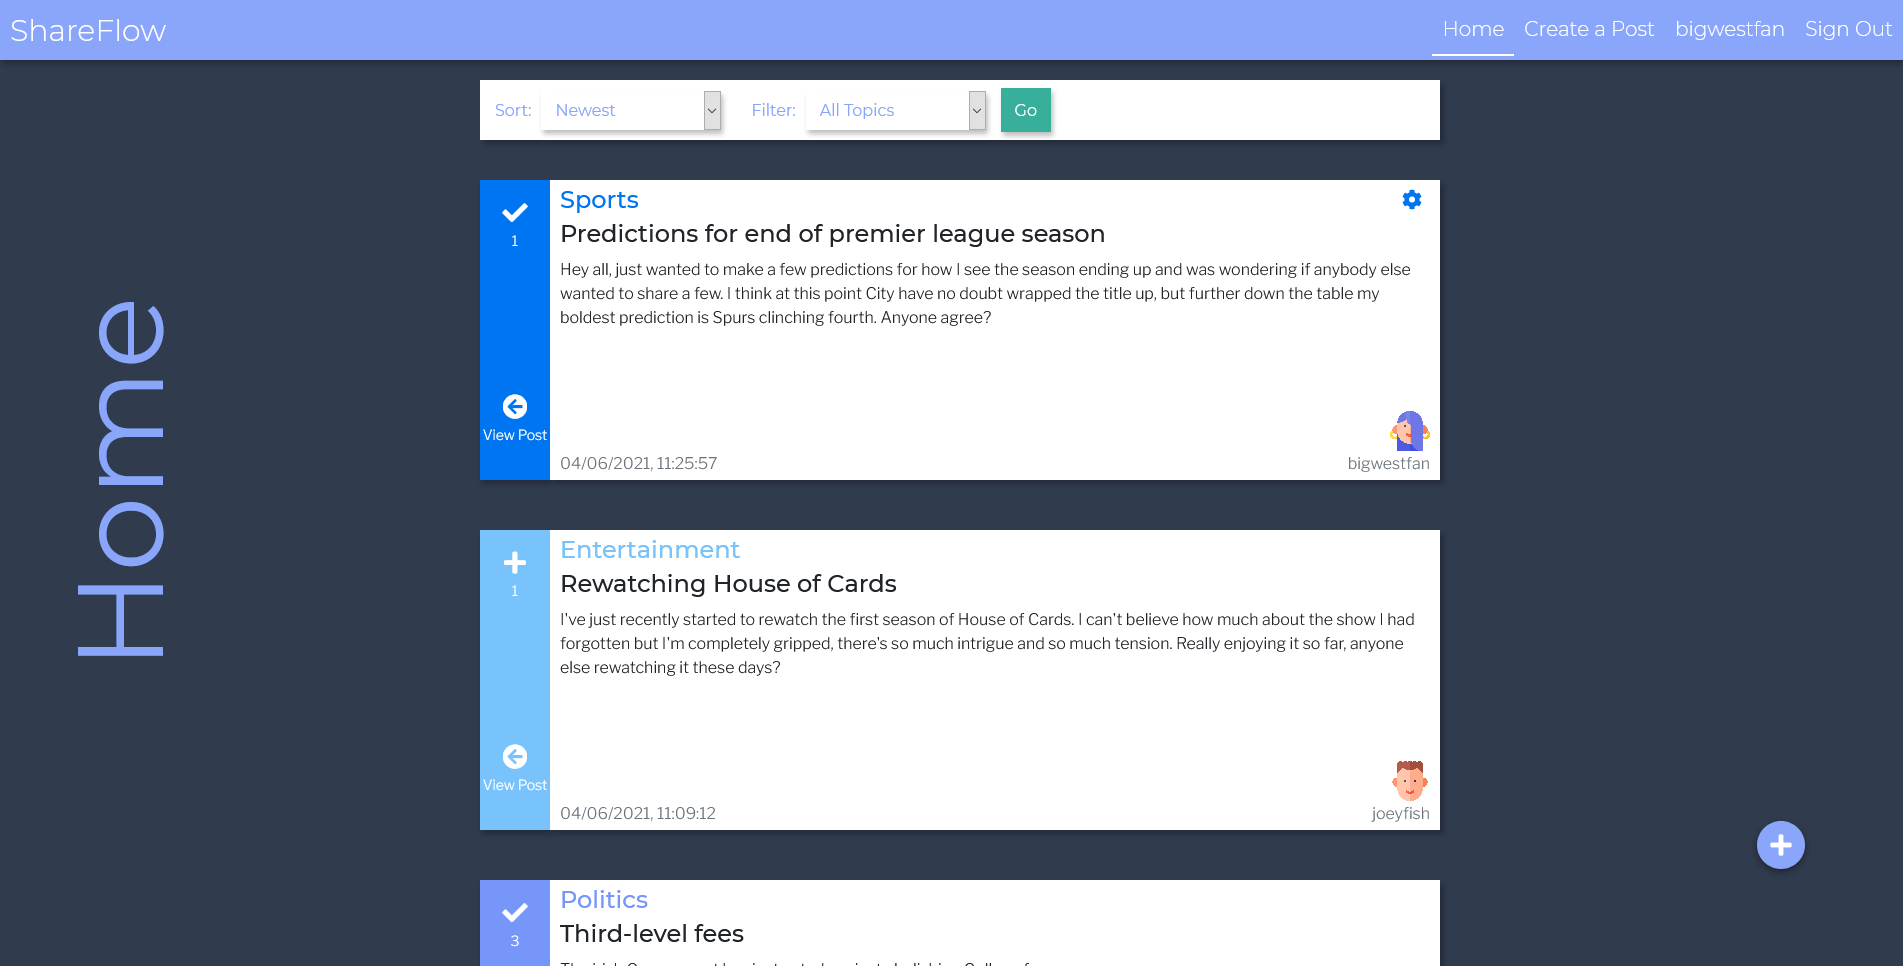 ShareFlow
Home Create a Post bigwestfan Sign Out
Sort: Newest Filter: All Topics Go
Home
Sports
1
Predictions for end of premier league season
Hey all, just wanted to make a few predictions for how I see the season ending up and was wondering if anybody else
wanted to share a few. I think at this point City have no doubt wrapped the title up, but further down the table my
boldest prediction is Spurs clinching fourth. Anyone agree?
View Post
04/06/2021, 11:25:57
bigwestfan
Entertainment
1
Rewatching House of Cards
I've just recently started to rewatch the first season of House of Cards. I can't believe how much about the show I had
forgotten but I'm completely gripped, there's so much intrigue and so much tension. Really enjoying it so far, anyone
else rewatching it these days?
View Post
04/06/2021, 11:09:12
joeyfish
Politics
3
Third-level fees